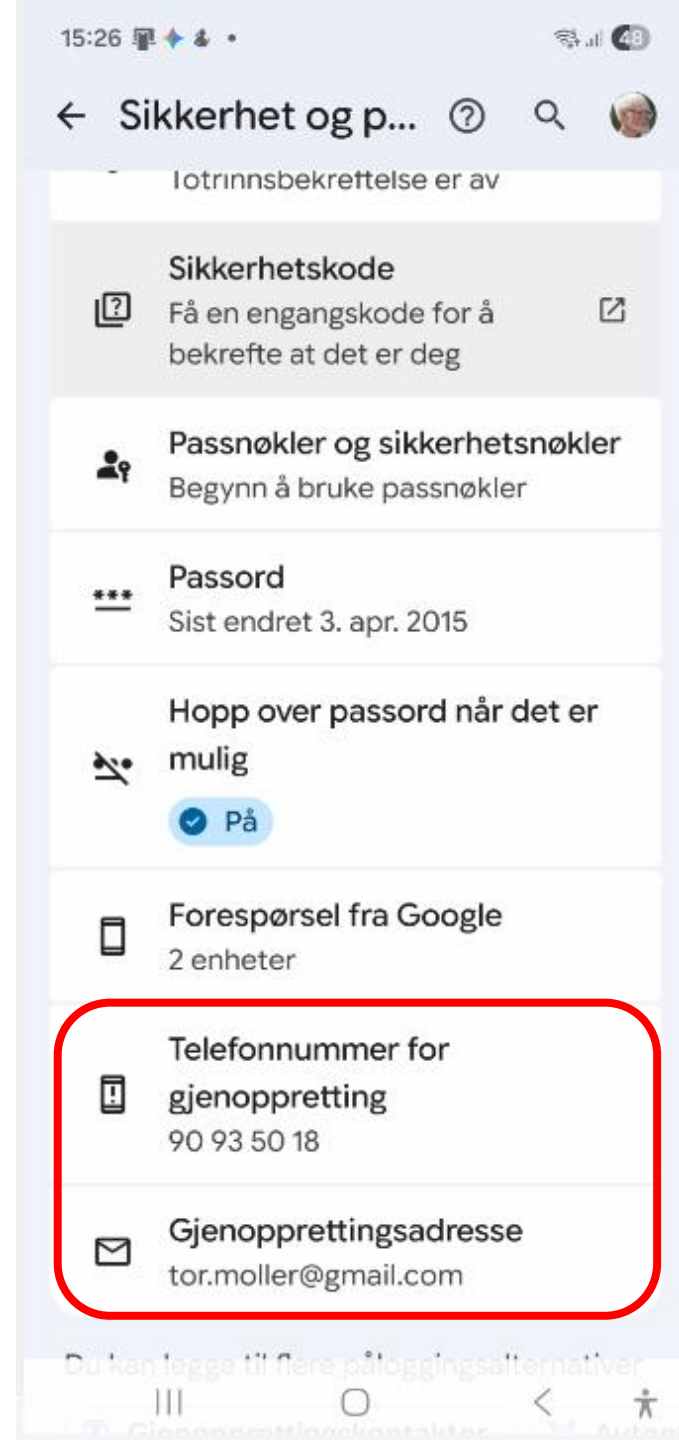 15:26
48
Sikkerhet og p...
Totrinnsbekreftelse er av
Sikkerhetskode
Få en engangskode for å
bekrefte at det er deg
Passnøkler og sikkerhetsnøkler
Begynn å bruke passnøkler
Passord
Sist endret 3. apr. 2015
Hopp over passord når det er
mulig
På
Forespørsel fra Google
2 enheter
Telefonnummer for
gjenoppretting
90 93 50 18
Gjenopprettingsadresse
tor.moller@gmail.com
Du kan legge til flere påloggingsalternativer
Gjenopprettingskontakter